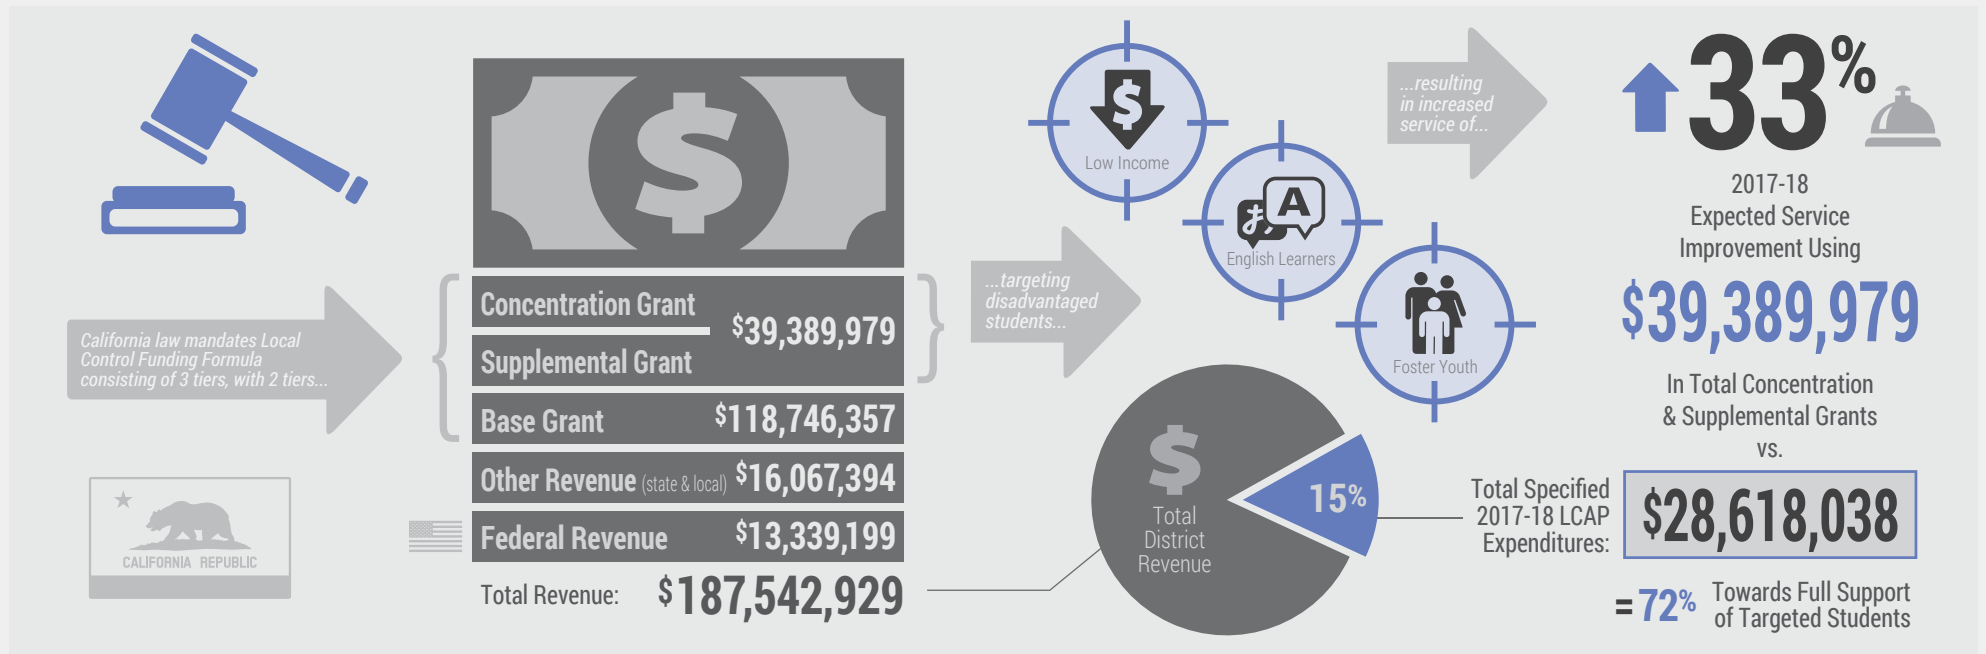 California law mandates Local
Control Funding Formula
consisting of 3 tiers, with 2 tiers...
CALIFORNIA REPUBLIC
$
Concentration Grant
Supplemental Grant
$39,389,979
Base Grant $118,746,357
Other Revenue (state & local) $16,067,394
Federal Revenue $13,339,199
Total Revenue: $187,542,929
...targeting
disadvantaged
students...
$
Low Income
あ A
English Learners
Foster Youth
$
Total
District
Revenue
15%
...resulting
in increased
service of...
33%
2017-18
Expected Service
Improvement Using
$39,389,979
In Total Concentration
& Supplemental Grants
vs.
Total Specified
2017-18 LCAP
Expenditures:
$28,618,038
=72% Towards Full Support
of Targeted Students